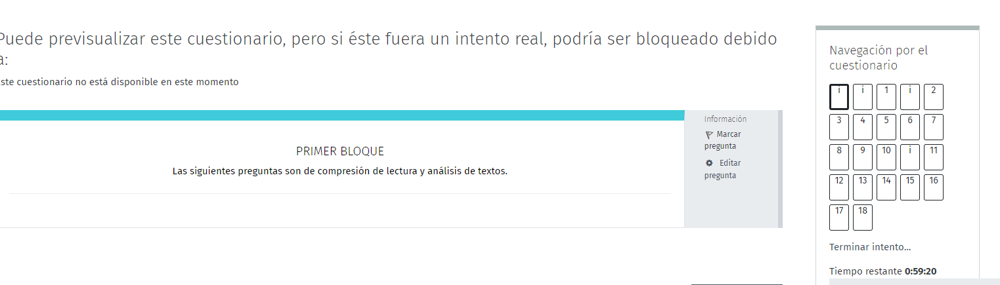 Puede previsualizar este cuestionario, pero si éste fuera un intento real, podría ser bloqueado debido
a:
ste cuestionario no está disponible en este momento
PRIMER BLOQUE
Las siguientes preguntas son de compresión de lectura y análisis de textos.
Información
Marcar
pregunta
Editar
pregunta
Navegación por el
cuestionario
i i 1 i 2
3 4 5 6 7
8 9 10 i 11
12 13 14 15 16
17 18
Terminar intento...
Tiempo restante 0:59:20